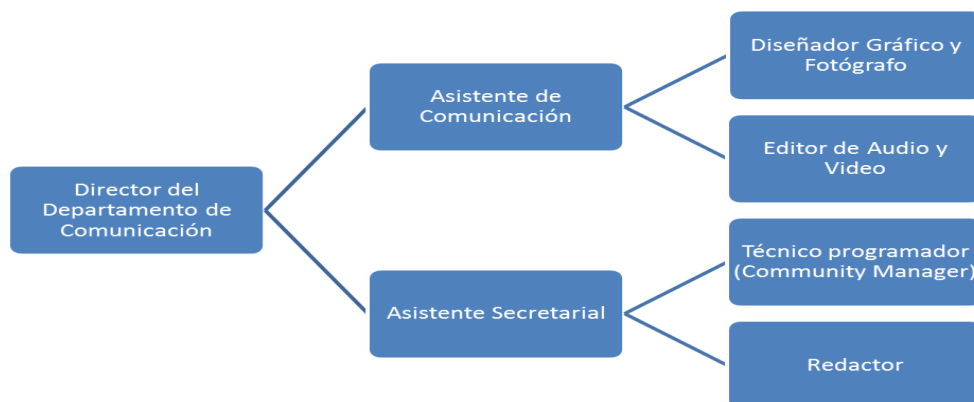 Director del
Departamento de
Comunicación
Asistente de
Comunicación
Asistente Secretarial
Diseñador Gráfico y
Fotógrafo
Editor de Audio y
Video
Técnico programador
(Community Manager)
Redactor